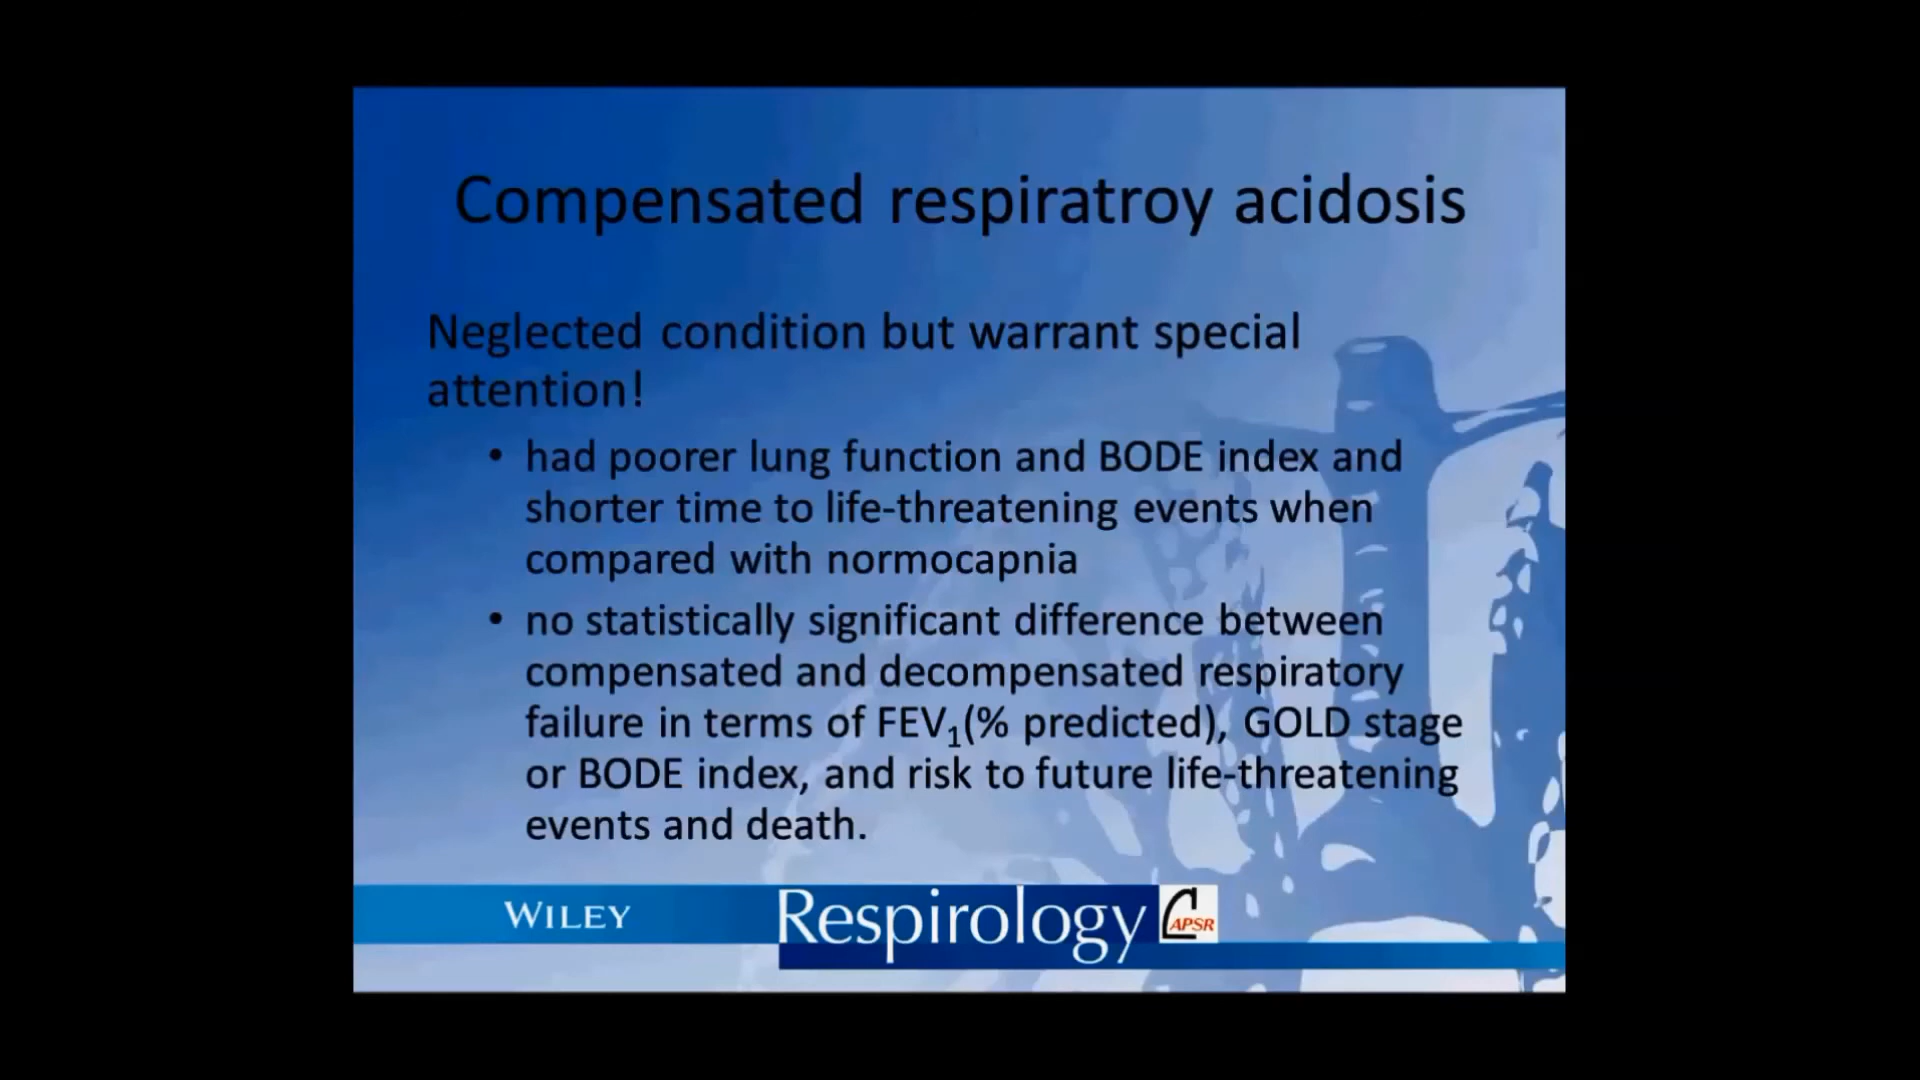 Compensated respiratroy acidosis
Neglected condition but warrant special
attention!
• had poorer lung function and BODE index and
shorter time to life-threatening events when
compared with normocapnia
• no statistically significant difference between
compensated and decompensated respiratory
failure in terms of FEV₁(% predicted), GOLD stage
or BODE index, and risk to future life-threatening
events and death.
WILEY
Respirology
APSR